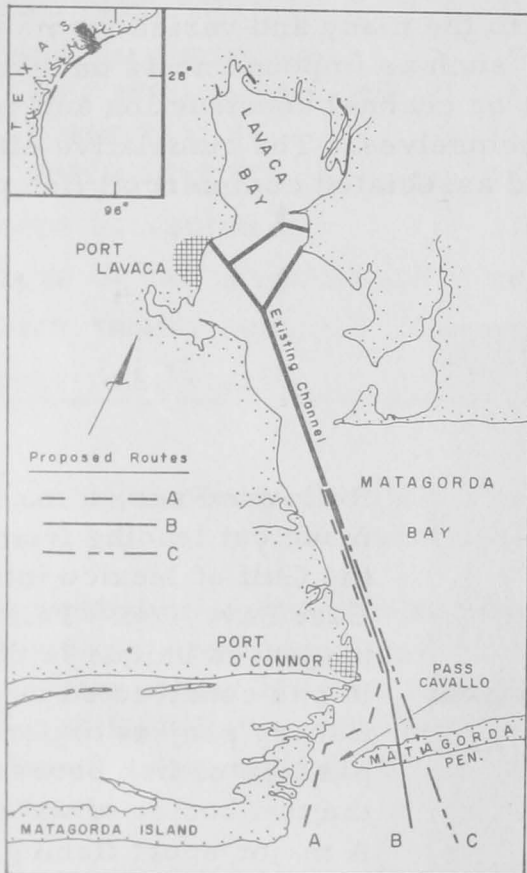 TEXAS
28°
96°
LAVACA
BAY
PORT
LAVACA
Existing Channel
Proposed Routes
A
B
C
MATAGORDA
BAY
PORT
O'CONNOR
PASS
CAVALLO
MATAGORDA
PEN.
MATAGORDA ISLAND
A
B
C